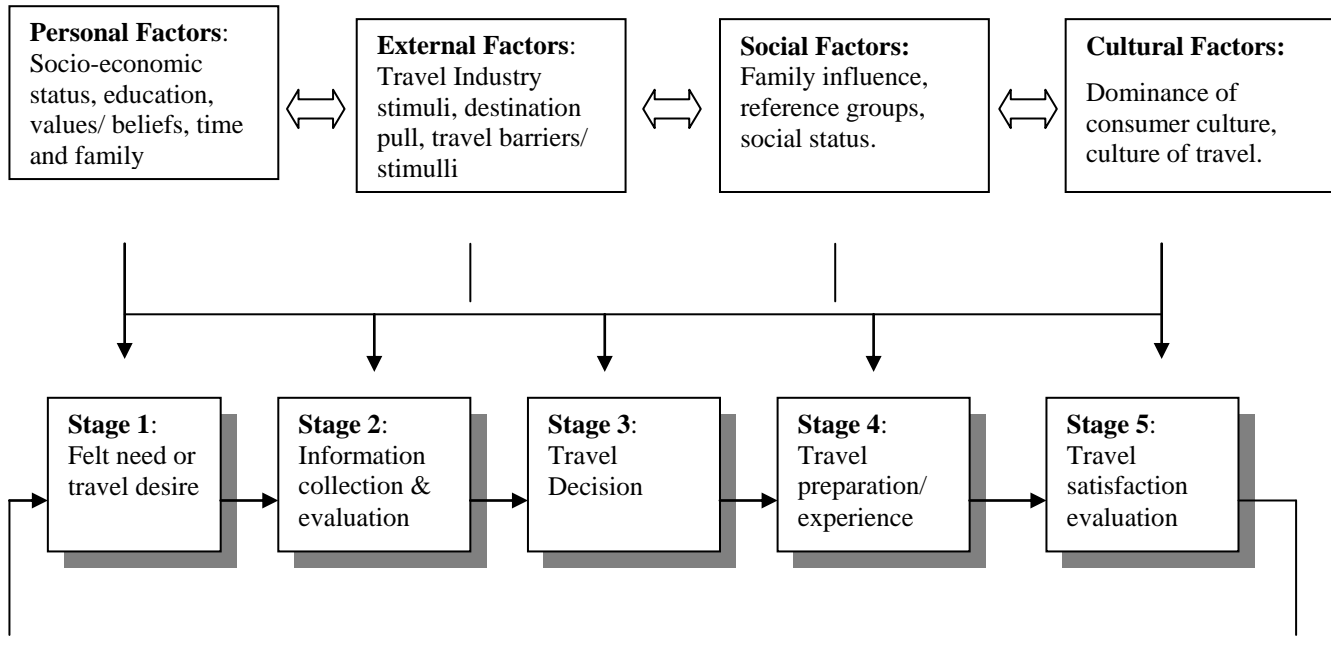 Personal Factors:
Socio-economic
status, education,
values/ beliefs, time
and family
External Factors:
Travel Industry
stimuli, destination
pull, travel barriers/
stimulli
Social Factors:
Family influence,
reference groups,
social status.
Cultural Factors:
Dominance of
consumer culture,
culture of travel.
Stage 1:
Felt need or
travel desire
Stage 2:
Information
collection &
evaluation
Stage 3:
Travel
Decision
Stage 4:
Travel
preparation/
experience
Stage 5:
Travel
satisfaction
evaluation